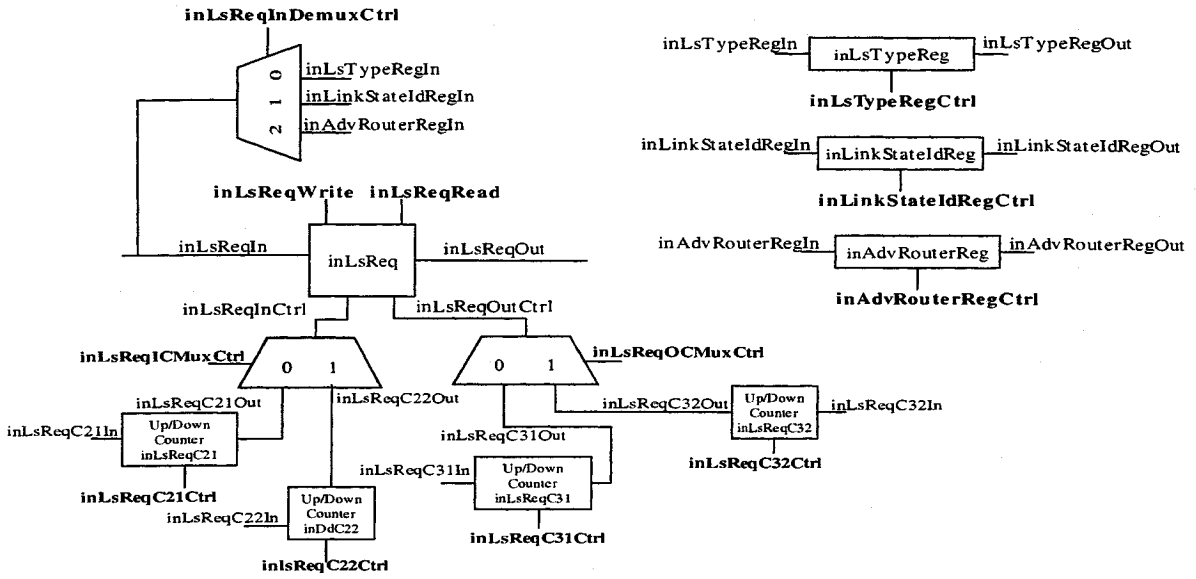 inLsReqInDemuxCtrl
0
inLsTypeRegIn
1
inLinkStateIdRegIn
2
inAdvRouterRegIn
inLsReqWrite
inLsReqRead
inLsReqIn
inLsReq
inLsReqOut
inLsReqInCtrl
inLsReqOutCtrl
inLsReqICMuxCtrl
0 1
0 1
inLsReqOCMuxCtrl
inLsReqC21Out
inLsReqC22Out
inLsReqC21In
Up/Down
Counter
inLsReqC21
inLsReqC21Ctrl
inLsReqC22In
Up/Down
Counter
inDdC22
inlsReqC22Ctrl
inLsReqC31Out
inLsReqC31In
Up/Down
Counter
inLsReqC31
inLsReqC31Ctrl
inLsReqC32Out
Up/Down
Counter
inLsReqC32
inLsReqC32In
inLsReqC32Ctrl
inLsTypeRegIn
inLsTypeReg
inLsTypeRegOut
inLsTypeRegCtrl
inLinkStateIdRegIn
inLinkStateIdReg
inLinkStateIdRegOut
inLinkStateIdRegCtrl
inAdvRouterRegIn
inAdvRouterReg
inAdvRouterRegOut
inAdvRouterRegCtrl